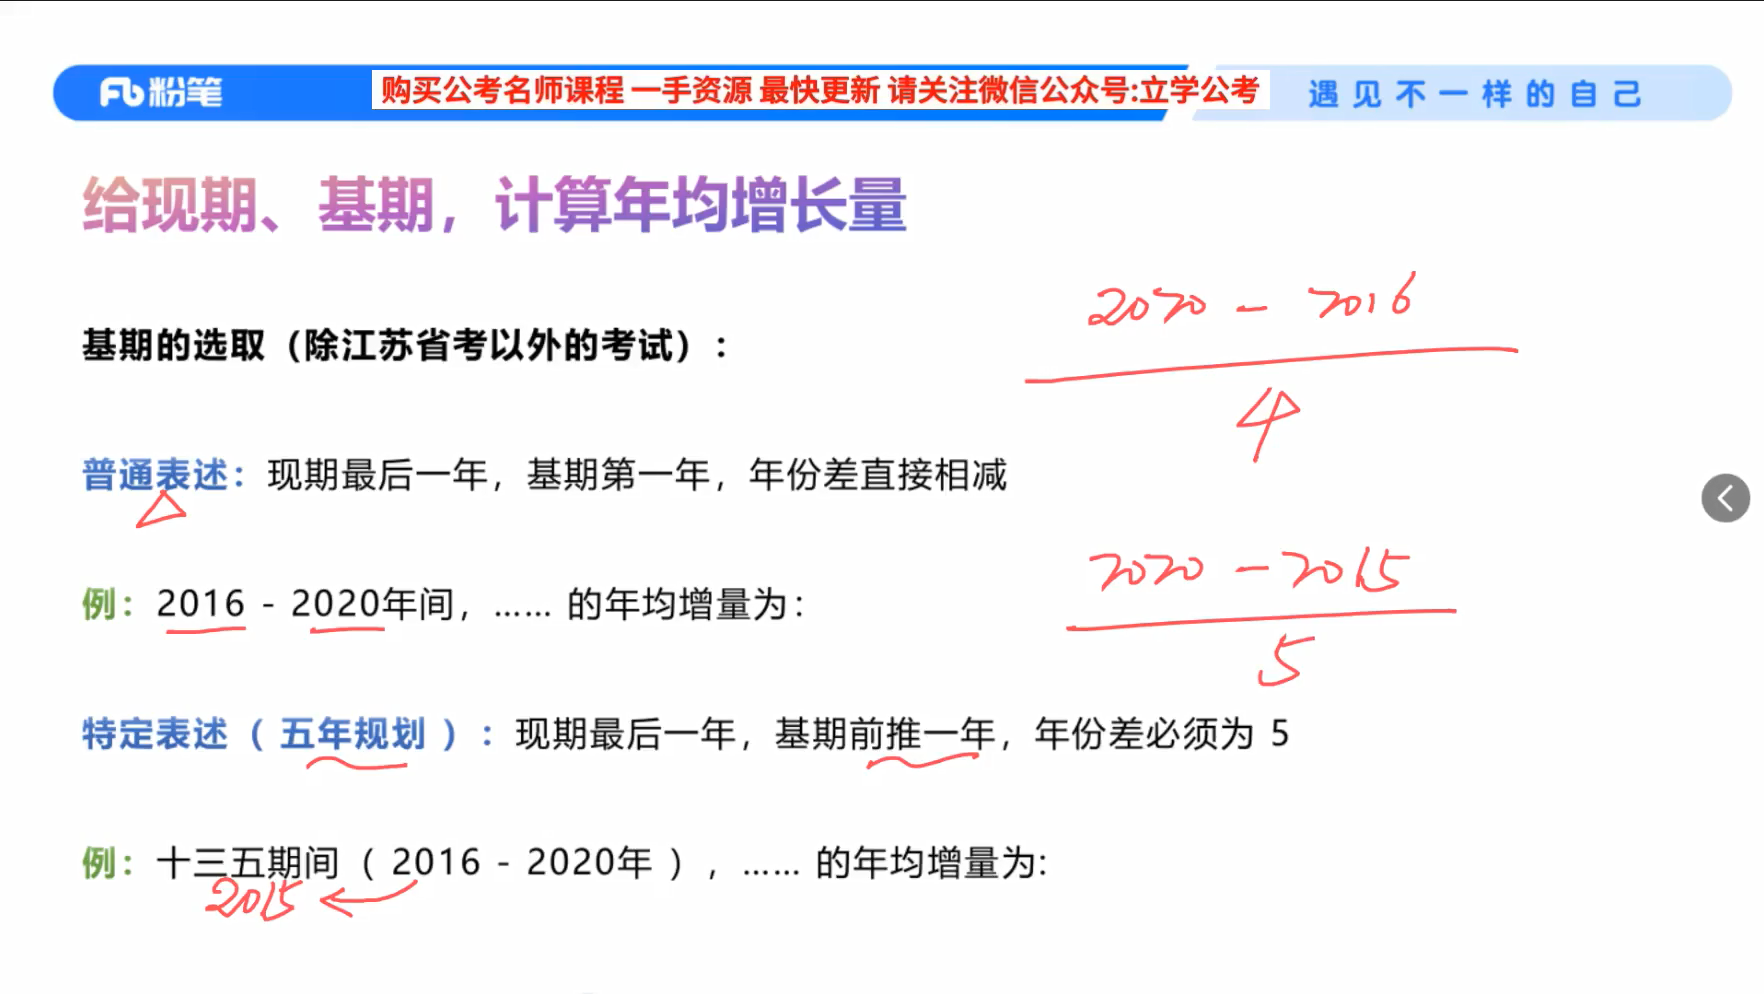 粉笔
购买公考名师课程 一手资源 最快更新 请关注微信公众号:立学公考
遇见不一样的自己
给现期、基期，计算年均增长量
2020 - 2016
基期的选取（除江苏省考以外的考试）：
4
普通表述：现期最后一年，基期第一年，年份差直接相减
2020 - 2015
例：2016 - 2020年间，…… 的年均增量为：
5
特定表述（ 五年规划 ）：现期最后一年，基期前推一年，年份差必须为 5
例：十三五期间（ 2016 - 2020年 ），…… 的年均增量为:
2015